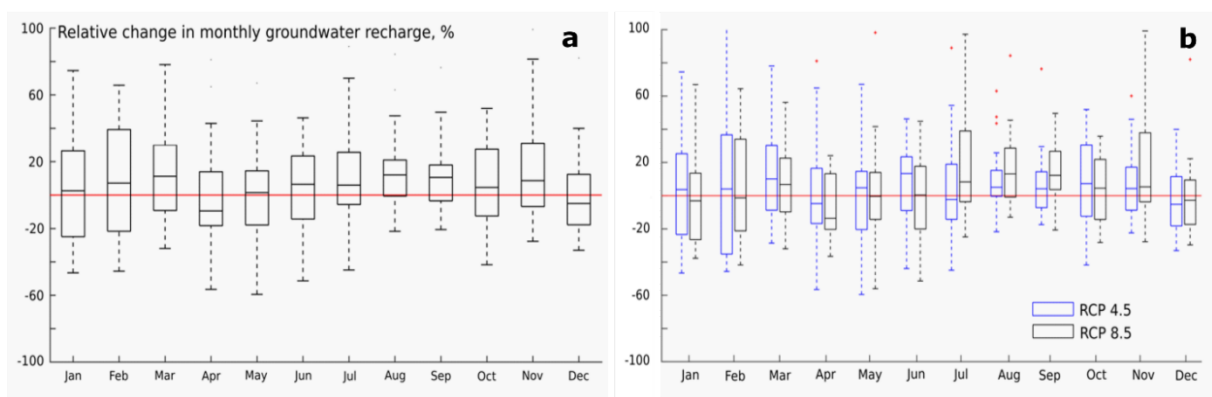 Relative change in monthly groundwater recharge, %
a
100
60
20
-20
-60
-100
Jan Feb Mar Apr May Jun Jul Aug Sep Oct Nov Dec
b
100
60
20
-20
-60
-100
RCP 4.5
RCP 8.5
Jan Feb Mar Apr May Jun Jul Aug Sep Oct Nov Dec